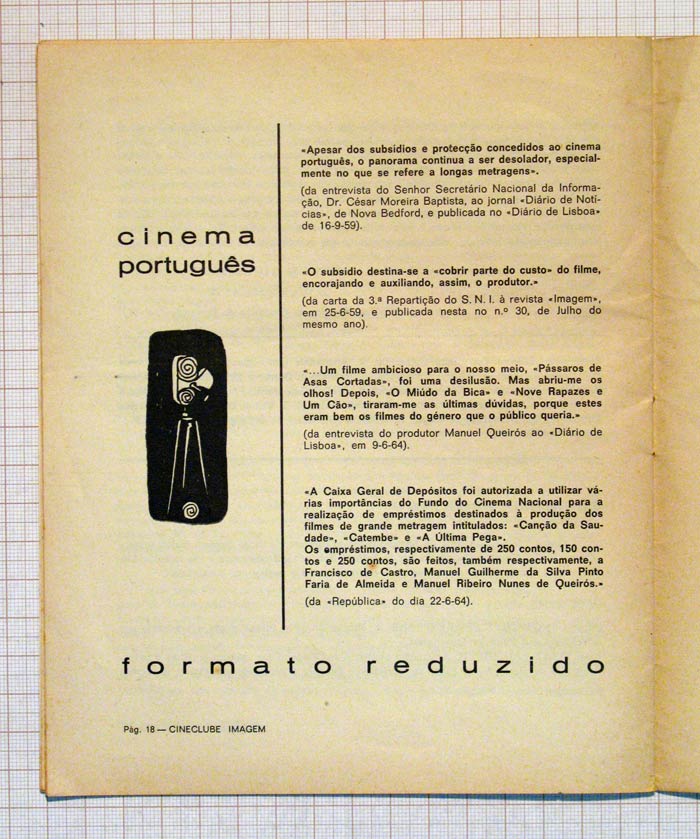 cinema
português
«Apesar dos subsídios e protecção concedidos ao cinema
português, o panorama continua a ser desolador, especial-
mente no que se refere a longas metragens».
(da entrevista do Senhor Secretário Nacional da Informa-
ção, Dr. César Moreira Baptista, ao jornal «Diário de Notí-
cias», de Nova Bedford, e publicada no «Diário de Lisboa»
de 16-9-59).
«O subsídio destina-se a «cobrir parte do custo» do filme,
encorajando e auxiliando, assim, o produtor.»
(da carta da 3.ª Repartição do S. N. I. à revista «Imagem»,
em 25-6-59, e publicada nesta no n.º 30, de Julho do
mesmo ano).
«...Um filme ambicioso para o nosso meio, «Pássaros de
Asas Cortadas», foi uma desilusão. Mas abriu-me os
olhos! Depois, «O Miúdo da Bica» e «Nove Rapazes e
Um Cão», tiraram-me as últimas dúvidas, porque estes
eram bem os filmes do género que o público queria.»
(da entrevista do produtor Manuel Queirós ao «Diário de
Lisboa», em 9-6-64).
«A Caixa Geral de Depósitos foi autorizada a utilizar vá-
rias importâncias do Fundo do Cinema Nacional para a
realização de empréstimos destinados à produção dos
filmes de grande metragem intitulados: «Canção da Sau-
dade», «Catembe» e «A Última Pega».
Os empréstimos, respectivamente de 250 contos, 150 con-
tos e 250 contos, são feitos, também respectivamente, a
Francisco de Castro, Manuel Guilherme da Silva Pinto
Faria de Almeida e Manuel Ribeiro Nunes de Queirós.»
(da «República» do dia 22-6-64).
formato reduzido
Pág. 18 — CINECLUBE IMAGEM